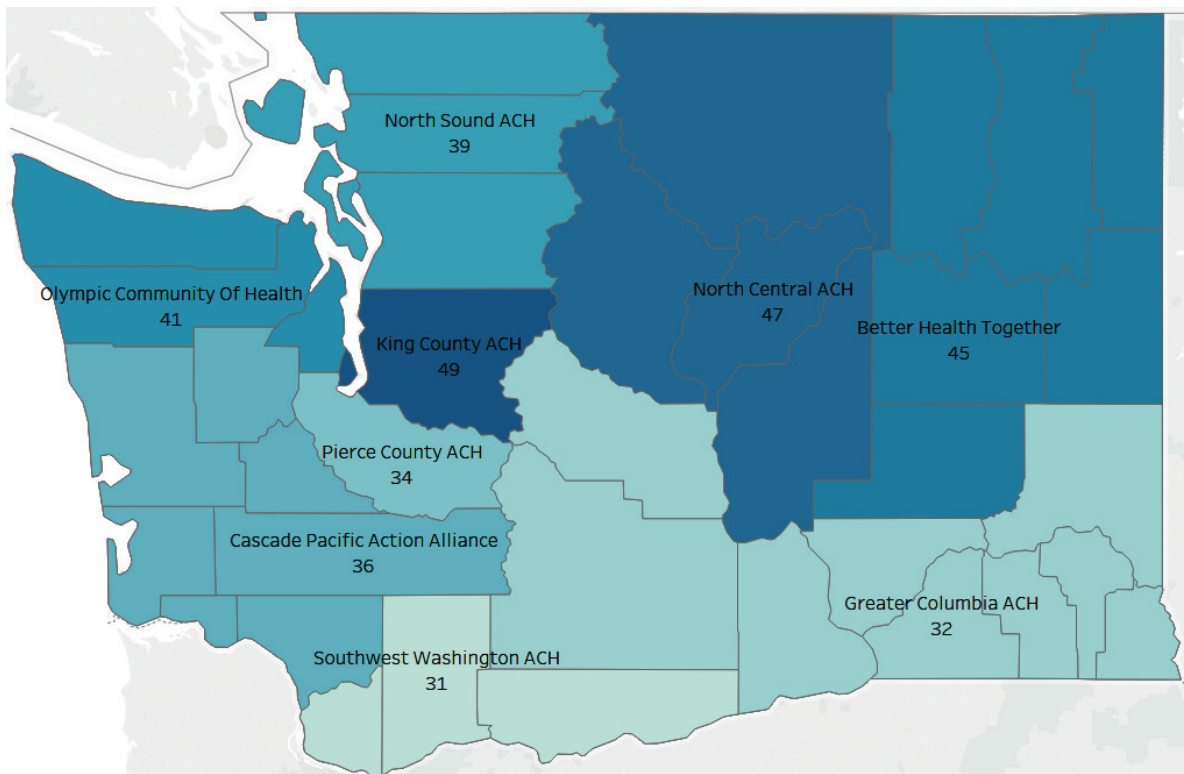 North Sound ACH
39
Olympic Community Of Health
41
North Central ACH
47
King County ACH
49
Better Health Together
45
Pierce County ACH
34
Cascade Pacific Action Alliance
36
Greater Columbia ACH
32
Southwest Washington ACH
31